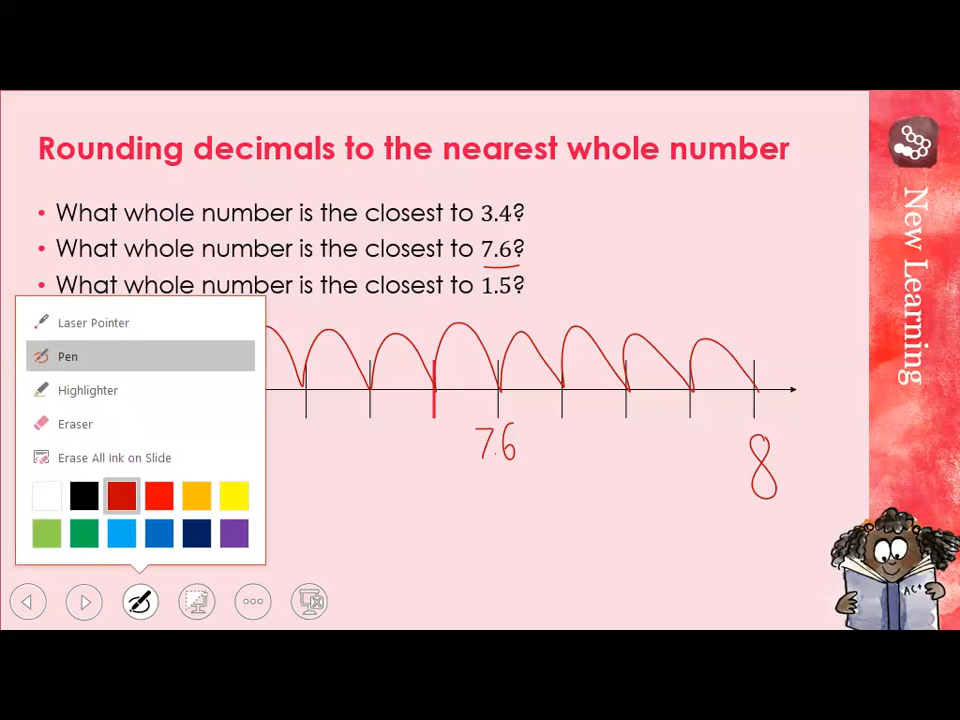 Rounding decimals to the nearest whole number
• What whole number is the closest to 3.4?
• What whole number is the closest to 7.6?
• What whole number is the closest to 1.5?
Laser Pointer
Pen
Highlighter
Eraser
Erase All Ink on Slide
7.6
8
New Learning
AC+